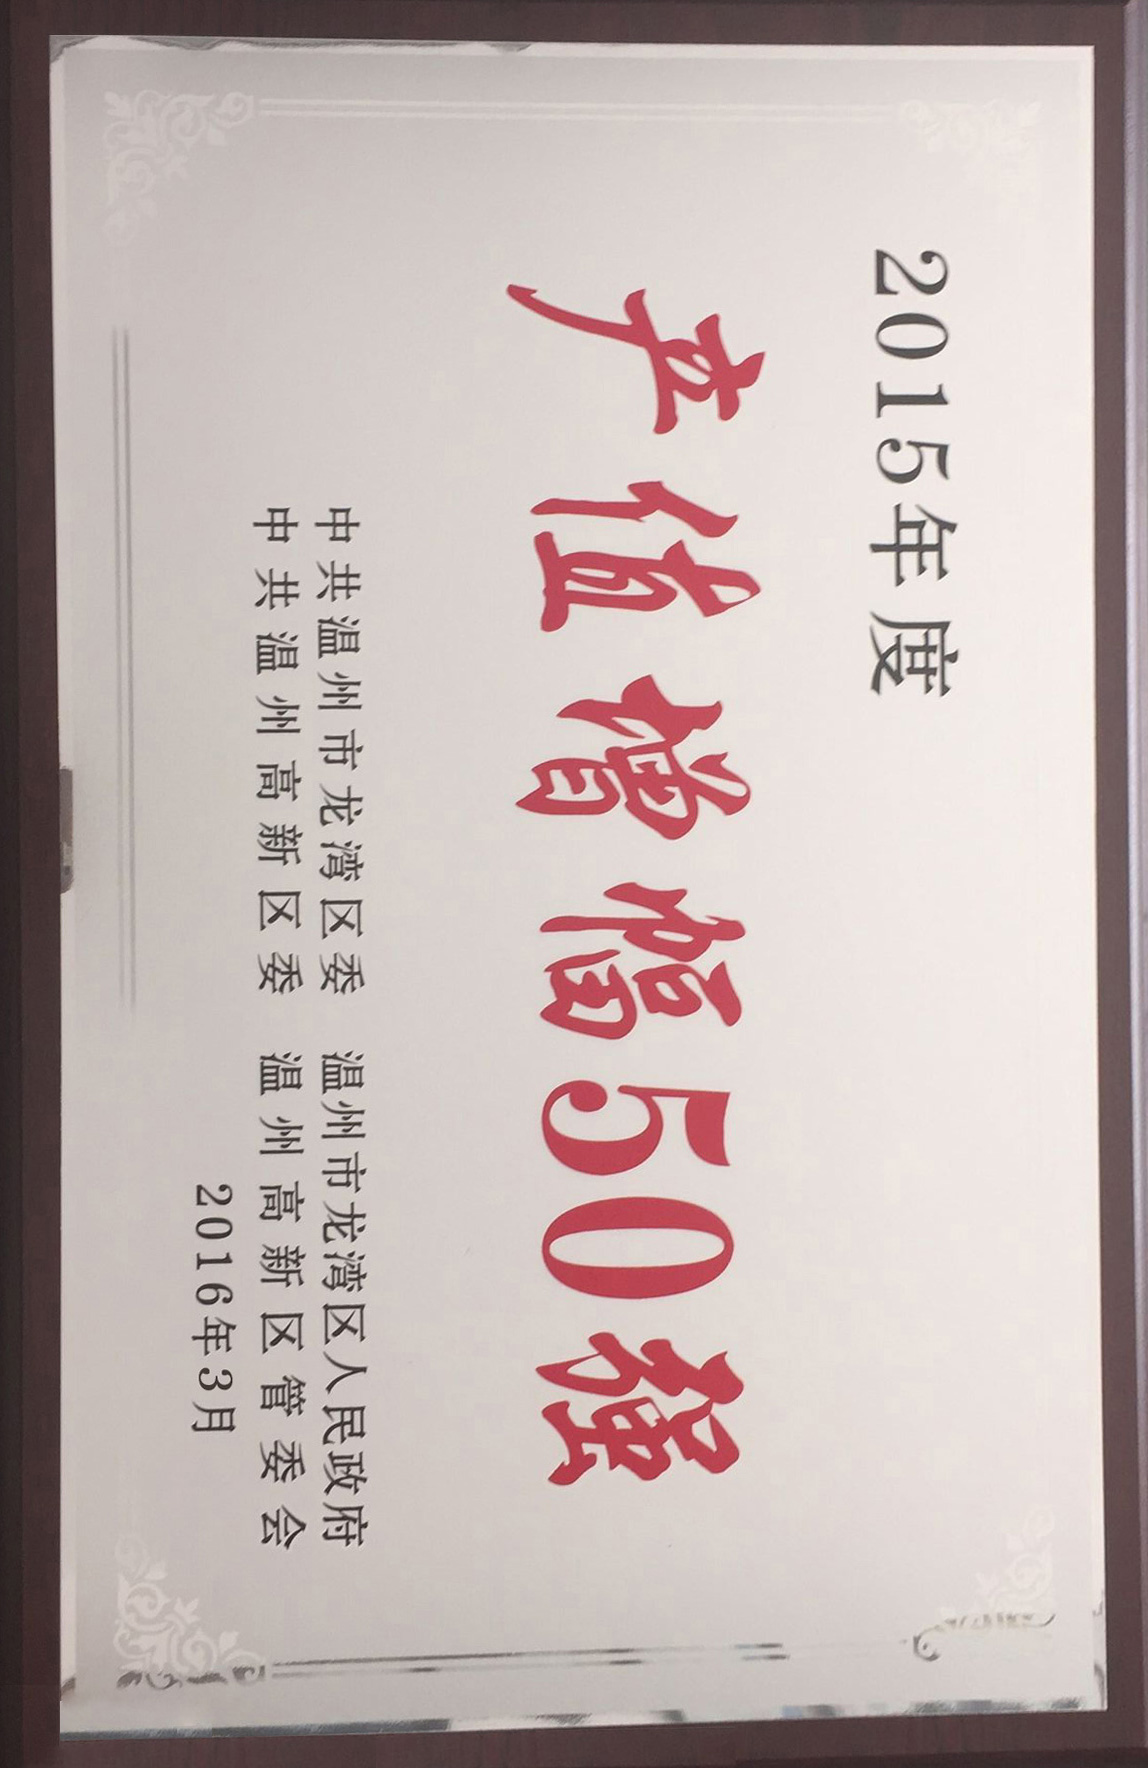 2015年度
产值增幅50强
中共温州市龙湾区委 温州市龙湾区人民政府
中共温州高新区委 温州高新区管委会
2016年3月